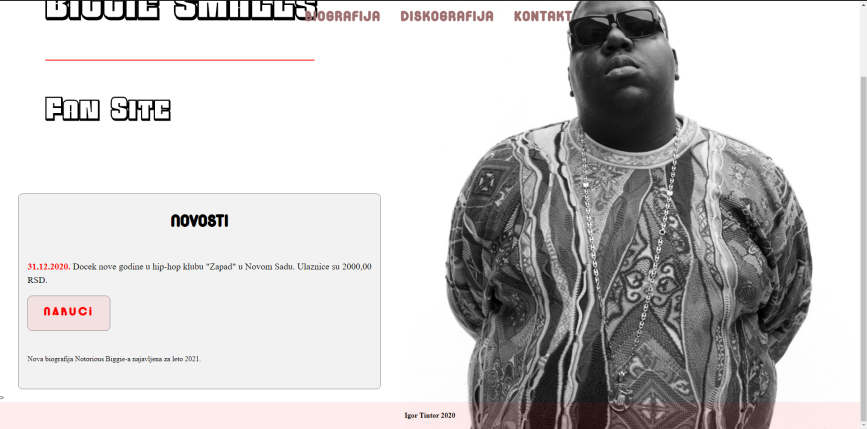 Biggie Smalls
BIOGRAFIJA DISKOGRAFIJA KONTAKT
Fan Site
NOVOSTI
31.12.2020. Docek nove godine u hip-hop klubu "Zapad" u Novom Sadu. Ulaznice su 2000,00
RSD.
NARUCI
Nova biografija Notorious Biggie-a najavljena za leto 2021.
>
Igor Tintor 2020